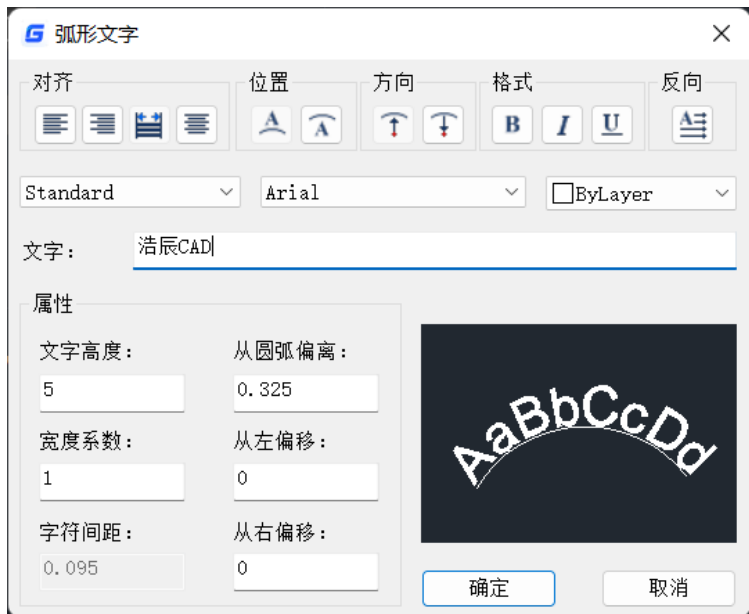 弧形文字
对齐 位置 方向 格式 反向
A A B I U A
Standard Arial ByLayer
文字: 浩辰CAD
属性
文字高度: 从圆弧偏离:
5 0.325
宽度系数: 从左偏移:
1 0
字符间距: 从右偏移:
0.095 0
AaBbCcDd
确定 取消